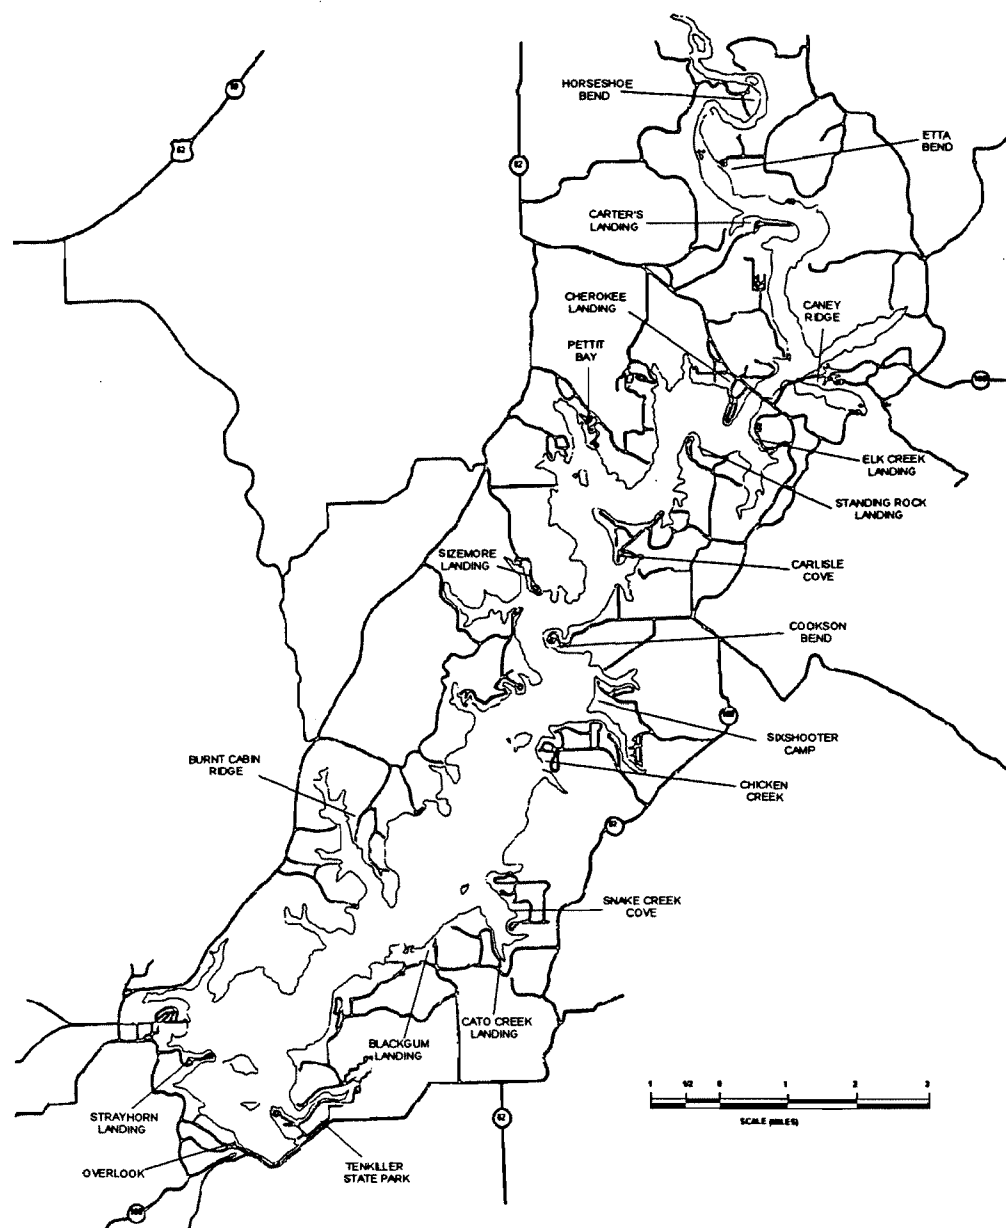 HORSESHOE
BEND
ETTA
BEND
82
62
CARTER'S
LANDING
CHEROKEE
LANDING
CANEY
RIDGE
PETTIT
BAY
ELK CREEK
LANDING
STANDING ROCK
LANDING
SIZEMORE
LANDING
CARLISLE
COVE
COOKSON
BEND
SIXSHOOTER
CAMP
BURNT CABIN
RIDGE
CHICKEN
CREEK
82
SNAKE CREEK
COVE
CATO CREEK
LANDING
BLACKGUM
LANDING
1 1/2 0 1 2 3
SCALE (MILES)
STRAYHORN
LANDING
82
OVERLOOK
TENKILLER
STATE PARK